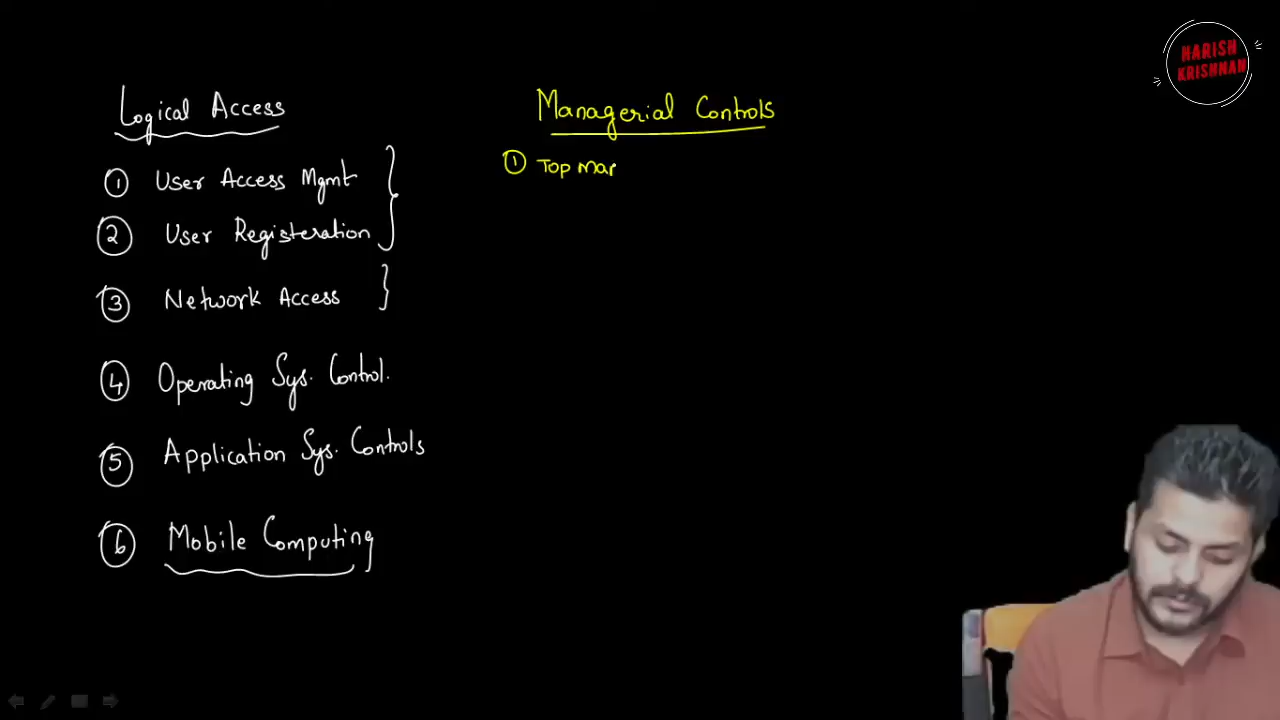 HARISH
KRISHNAN
Logical Access
① User Access Mgmt
② User Registeration
③ Network Access
④ Operating Sys. Control.
⑤ Application Sys. Controls
⑥ Mobile Computing
Managerial Controls
① Top Man